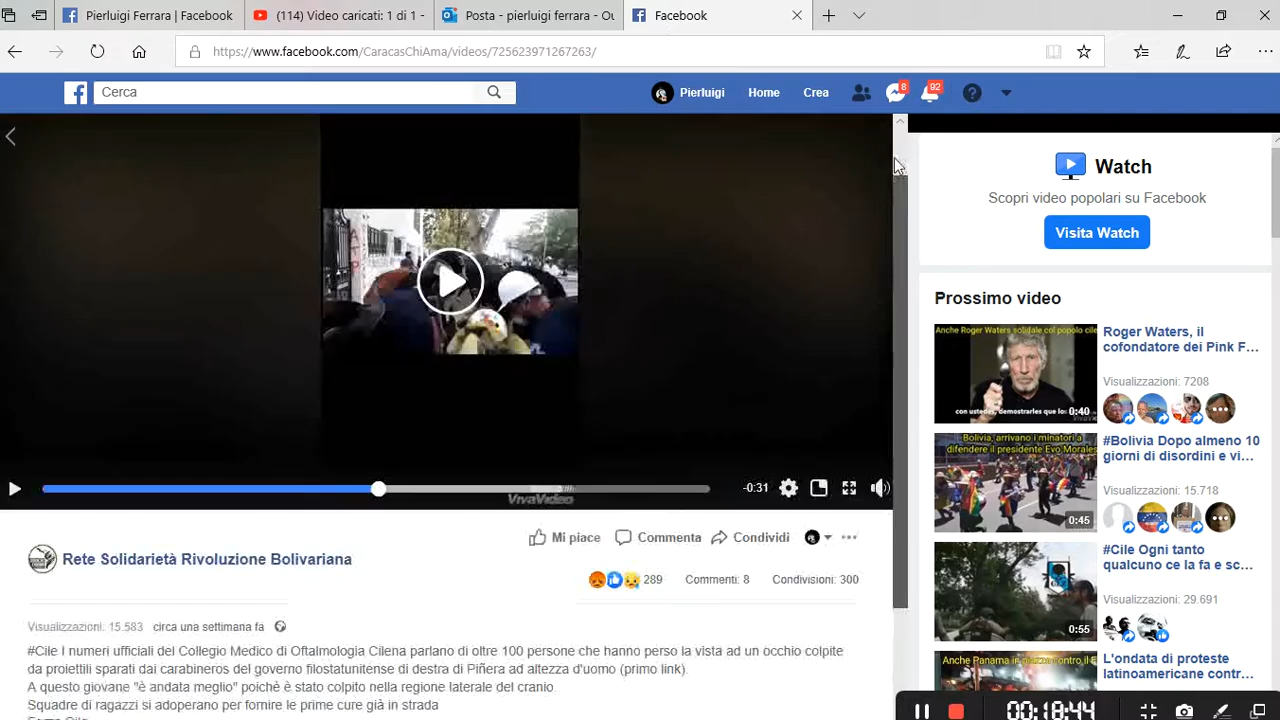 Pierluigi Ferrara | Facebook
(114) Video caricati: 1 di 1 -
Posta - pierluigi ferrara - Ou
Facebook
https://www.facebook.com/CaracasChiAma/videos/725623971267263/
Cerca
Pierluigi
Home
Crea
8
92
Watch
Scopri video popolari su Facebook
Visita Watch
Prossimo video
Anche Roger Waters solidale col popolo cile
con ustedes, demostrarles que los
0:40
Roger Waters, il
cofondatore dei Pink F...
Visualizzazioni: 7208
Bolivia, arrivano i minatori a
difendere il presidente Evo Morales
0:45
#Bolivia Dopo almeno 10
giorni di disordini e vi...
Visualizzazioni: 15.718
0:55
#Cile Ogni tanto
qualcuno ce la fa e sc...
Visualizzazioni: 29.691
Anche Panama in piazza contro il F
L'ondata di proteste
latinoamericane contr...
-0:31
VivaVideo
Mi piace
Commenta
Condividi
Rete Solidarietà Rivoluzione Bolivariana
289
Commenti: 8
Condivisioni: 300
Visualizzazioni: 15.583
circa una settimana fa
#Cile I numeri ufficiali del Collegio Medico di Oftalmologia Cilena parlano di oltre 100 persone che hanno perso la vista ad un occhio colpite
da proiettili sparati dai carabineros del governo filostatunitense di destra di Piñera ad altezza d'uomo (primo link).
A questo giovane "è andata meglio" poichè è stato colpito nella regione laterale del cranio.
Squadre di ragazzi si adoperano per fornire le prime cure già in strada
00:18:44